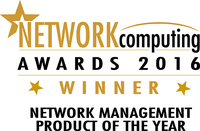 NETWORKcomputing
AWARDS 2016
WINNER
NETWORK MANAGEMENT
PRODUCT OF THE YEAR